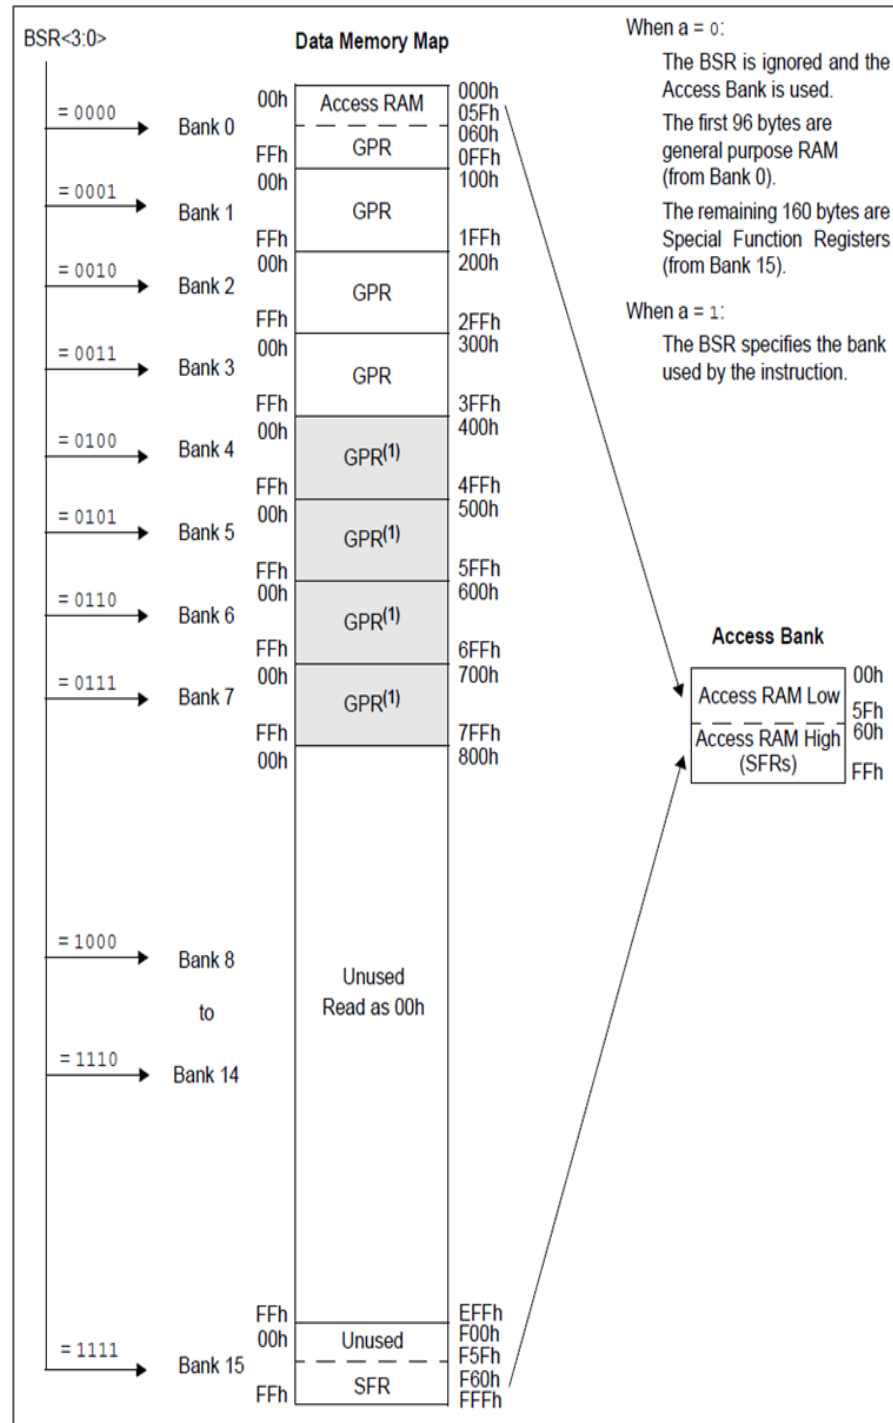 BSR<3:0>
Data Memory Map
When a = 0:
The BSR is ignored and the
Access Bank is used.
The first 96 bytes are
general purpose RAM
(from Bank 0).
The remaining 160 bytes are
Special Function Registers
(from Bank 15).
When a = 1:
The BSR specifies the bank
used by the instruction.
= 0000
Bank 0
00h
Access RAM
000h
05Fh
060h
FFh
GPR
0FFh
= 0001
Bank 1
00h
GPR
100h
FFh
1FFh
= 0010
Bank 2
00h
GPR
200h
FFh
2FFh
= 0011
Bank 3
00h
GPR
300h
FFh
3FFh
= 0100
Bank 4
00h
GPR(1)
400h
FFh
4FFh
= 0101
Bank 5
00h
GPR(1)
500h
FFh
5FFh
= 0110
Bank 6
00h
GPR(1)
600h
FFh
6FFh
= 0111
Bank 7
00h
GPR(1)
700h
FFh
7FFh
00h
800h
= 1000
Bank 8
to
= 1110
Bank 14
Unused
Read as 00h
FFh
EFFh
= 1111
Bank 15
00h
Unused
F00h
F5Fh
F60h
FFh
SFR
FFFh
Access Bank
Access RAM Low
00h
5Fh
Access RAM High
(SFRs)
60h
FFh